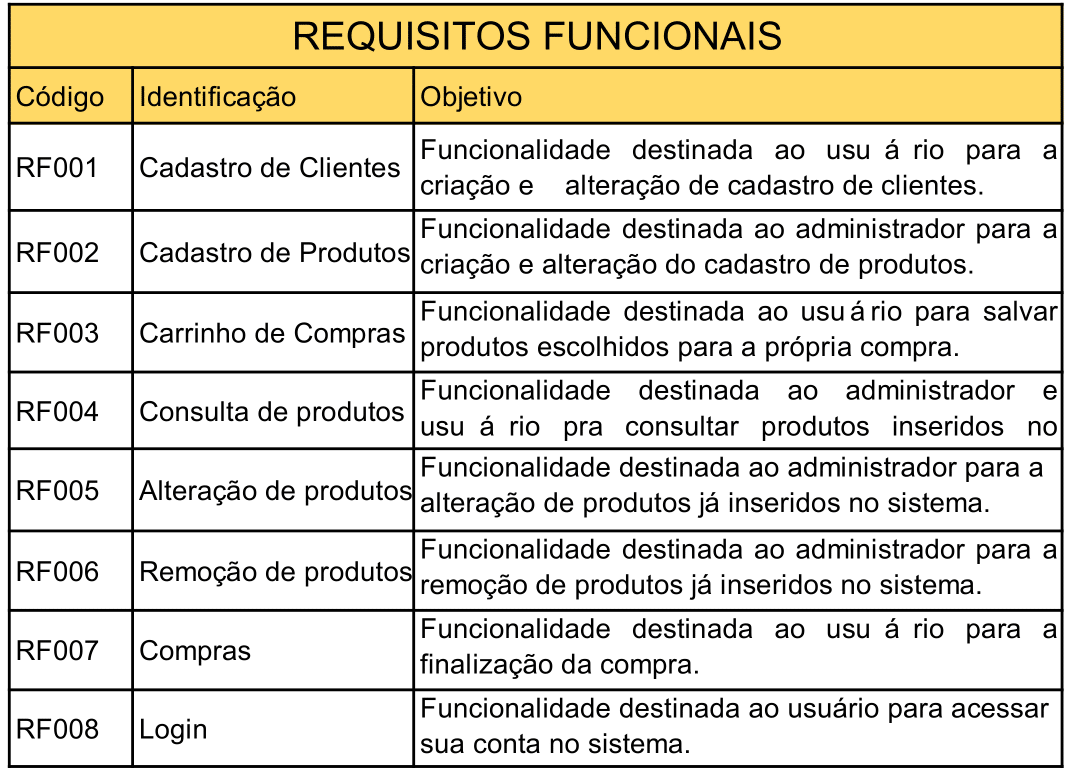 REQUISITOS FUNCIONAIS
Código Identificação Objetivo
RF001 Cadastro de Clientes Funcionalidade destinada ao usu á rio para a
criação e alteração de cadastro de clientes.
RF002 Cadastro de Produtos Funcionalidade destinada ao administrador para a
criação e alteração do cadastro de produtos.
RF003 Carrinho de Compras Funcionalidade destinada ao usu á rio para salvar
produtos escolhidos para a própria compra.
RF004 Consulta de produtos Funcionalidade destinada ao administrador e
usu á rio pra consultar produtos inseridos no
RF005 Alteração de produtos Funcionalidade destinada ao administrador para a
alteração de produtos já inseridos no sistema.
RF006 Remoção de produtos Funcionalidade destinada ao administrador para a
remoção de produtos já inseridos no sistema.
RF007 Compras Funcionalidade destinada ao usu á rio para a
finalização da compra.
RF008 Login Funcionalidade destinada ao usuário para acessar
sua conta no sistema.